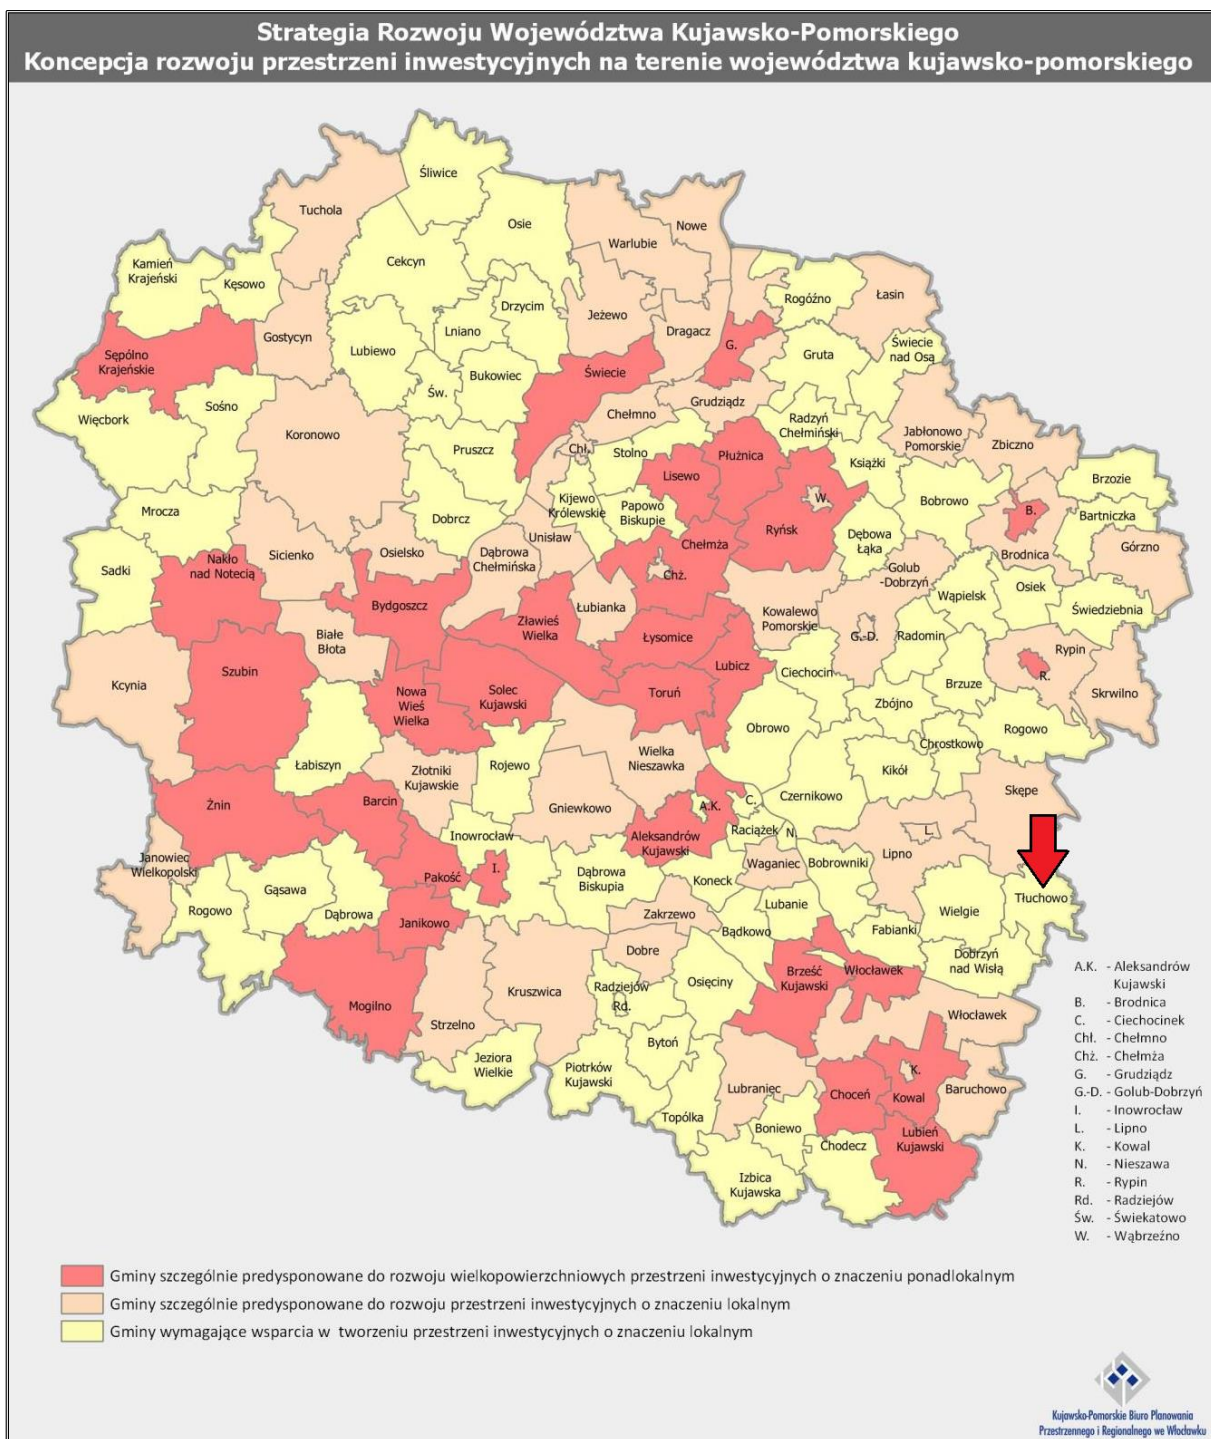 Strategia Rozwoju Województwa Kujawsko-Pomorskiego
Koncepcja rozwoju przestrzeni inwestycyjnych na terenie województwa kujawsko-pomorskiego
Śliwice
Tuchola
Osie
Nowe
Warlubie
Cekcyn
Kamień
Krajeński
Kęsowo
Rogóźno
Łasin
Drzycim
Jeżewo
Dragacz
Lniano
Gostycyn
Lubiewo
G.
Gruta
Świecie
nad Osą
Sępólno
Krajeńskie
Świecie
Bukowiec
Św.
Sośno
Więcbork
Chełmno
Grudziądz
Radzyń
Chełmiński
Jabłonowo
Pomorskie
Zbiczno
Koronowo
Pruszcz
Chł.
Stolno
Płużnica
Lisewo
Książki
Bobrowo
Brzozie
Mrocza
Kijewo
Królewskie
Papowo
Biskupie
W.
B.
Bartniczka
Dobrcz
Ryńsk
Dębowa
Łąka
Unisław
Chełmża
Sicienko
Osielsko
Dąbrowa
Chełmińska
Brodnica
Górzno
Nakło
nad Notecią
Sadki
Chż.
Golub
-Dobrzyń
Osiek
Wąpielsk
Świedziebnia
Bydgoszcz
Łubianka
Zławieś
Wielka
Kowalewo
Pomorskie
Białe
Błota
Łysomice
G.-D.
Radomin
Rypin
Szubin
Lubicz
Ciechocin
R.
Kcynia
Nowa
Wieś
Wielka
Solec
Kujawski
Toruń
Brzuze
Skrwilno
Zbójno
Obrowo
Rogowo
Chrostkowo
Łabiszyn
Złotniki
Kujawskie
Rojewo
Wielka
Nieszawka
Kikół
Skępe
Żnin
Barcin
Gniewkowo
Czernikowo
A.K.
C.
Inowrocław
Aleksandrów
Kujawski
Raciążek
N.
L.
Lipno
Janowiec
Wielkopolski
Pakość
I.
Dąbrowa
Biskupia
Waganiec
Bobrowniki
Gąsawa
Koneck
Rogowo
Dąbrowa
Janikowo
Zakrzewo
Lubanie
Wielgie
Tłuchowo
Bądkowo
Fabianki
Dobre
Dobrzyń
nad Wisłą
Brześć
Kujawski
Włocławek
Osięciny
Radziejów
Rd.
Kruszwica
Mogilno
Strzelno
Włocławek
Bytoń
Jeziora
Wielkie
Piotrków
Kujawski
K.
Lubraniec
Choceń
Kowal
Baruchowo
Topólka
Boniewo
Lubień
Kujawski
Chodecz
Izbica
Kujawska
A.K. - Aleksandrów
Kujawski
B. - Brodnica
C. - Ciechocinek
Chł. - Chełmno
Chż. - Chełmża
G. - Grudziądz
G.-D. - Golub-Dobrzyń
I. - Inowrocław
L. - Lipno
K. - Kowal
N. - Nieszawa
R. - Rypin
Rd. - Radziejów
Św. - Świekatowo
W. - Wąbrzeźno
Gminy szczególnie predysponowane do rozwoju wielkopowierzchniowych przestrzeni inwestycyjnych o znaczeniu ponadlokalnym
Gminy szczególnie predysponowane do rozwoju przestrzeni inwestycyjnych o znaczeniu lokalnym
Gminy wymagające wsparcia w tworzeniu przestrzeni inwestycyjnych o znaczeniu lokalnym
Kujawsko-Pomorskie Biuro Planowania
Przestrzennego i Regionalnego we Włocławku